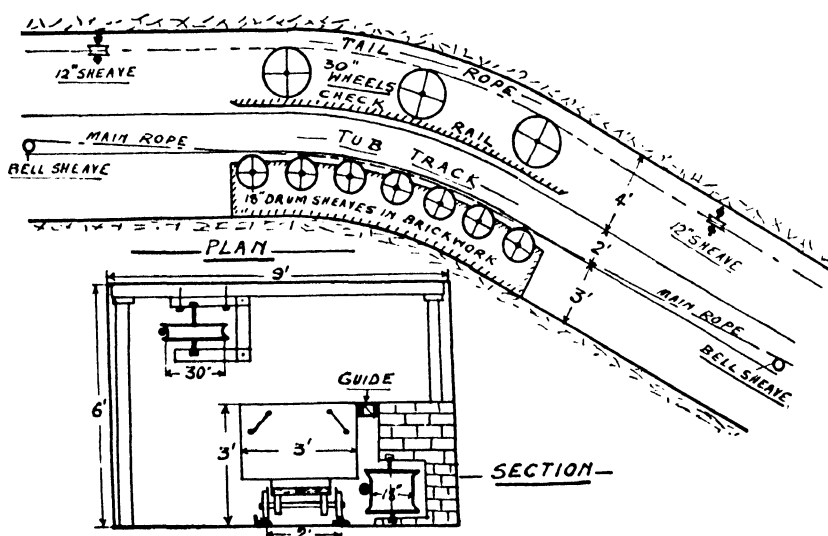 TAIL ROPE
12" SHEAVE
30" WHEELS
CHECK RAIL
MAIN ROPE
TUB TRACK
BELL SHEAVE
18" DRUM SHEAVES IN BRICKWORK
4'
2'
3'
12" SHEAVE
MAIN ROPE
BELL SHEAVE
PLAN
9'
30"
6'
GUIDE
3'
3'
18"
2'
SECTION